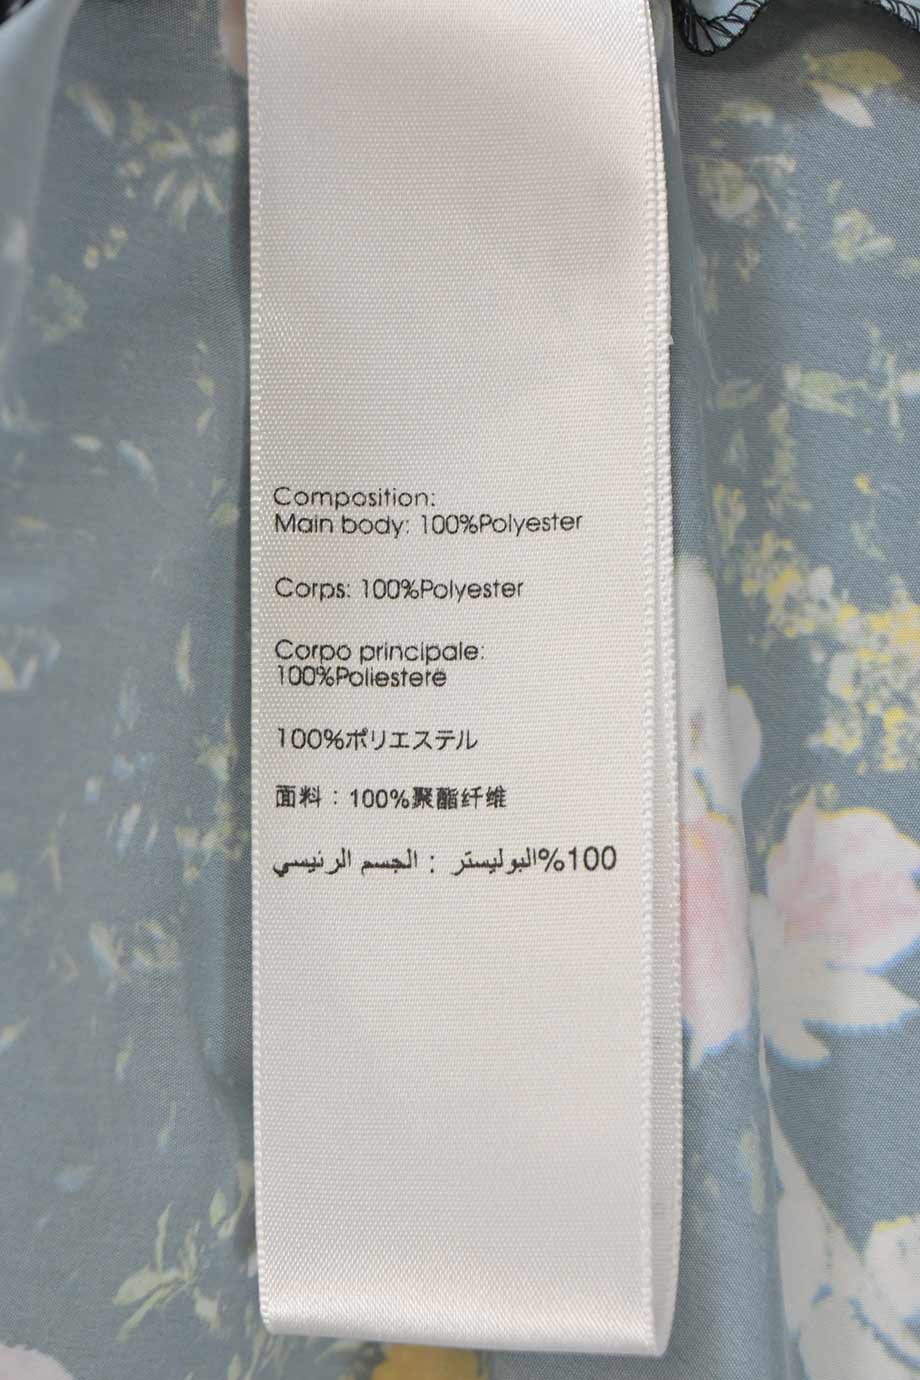 Composition:
Main body: 100%Polyester
Corps: 100%Polyester
Corpo principale:
100%Poliestere
100%ポリエステル
面料：100%聚酯纤维
100%البوليستر : الجسم الرئيسي